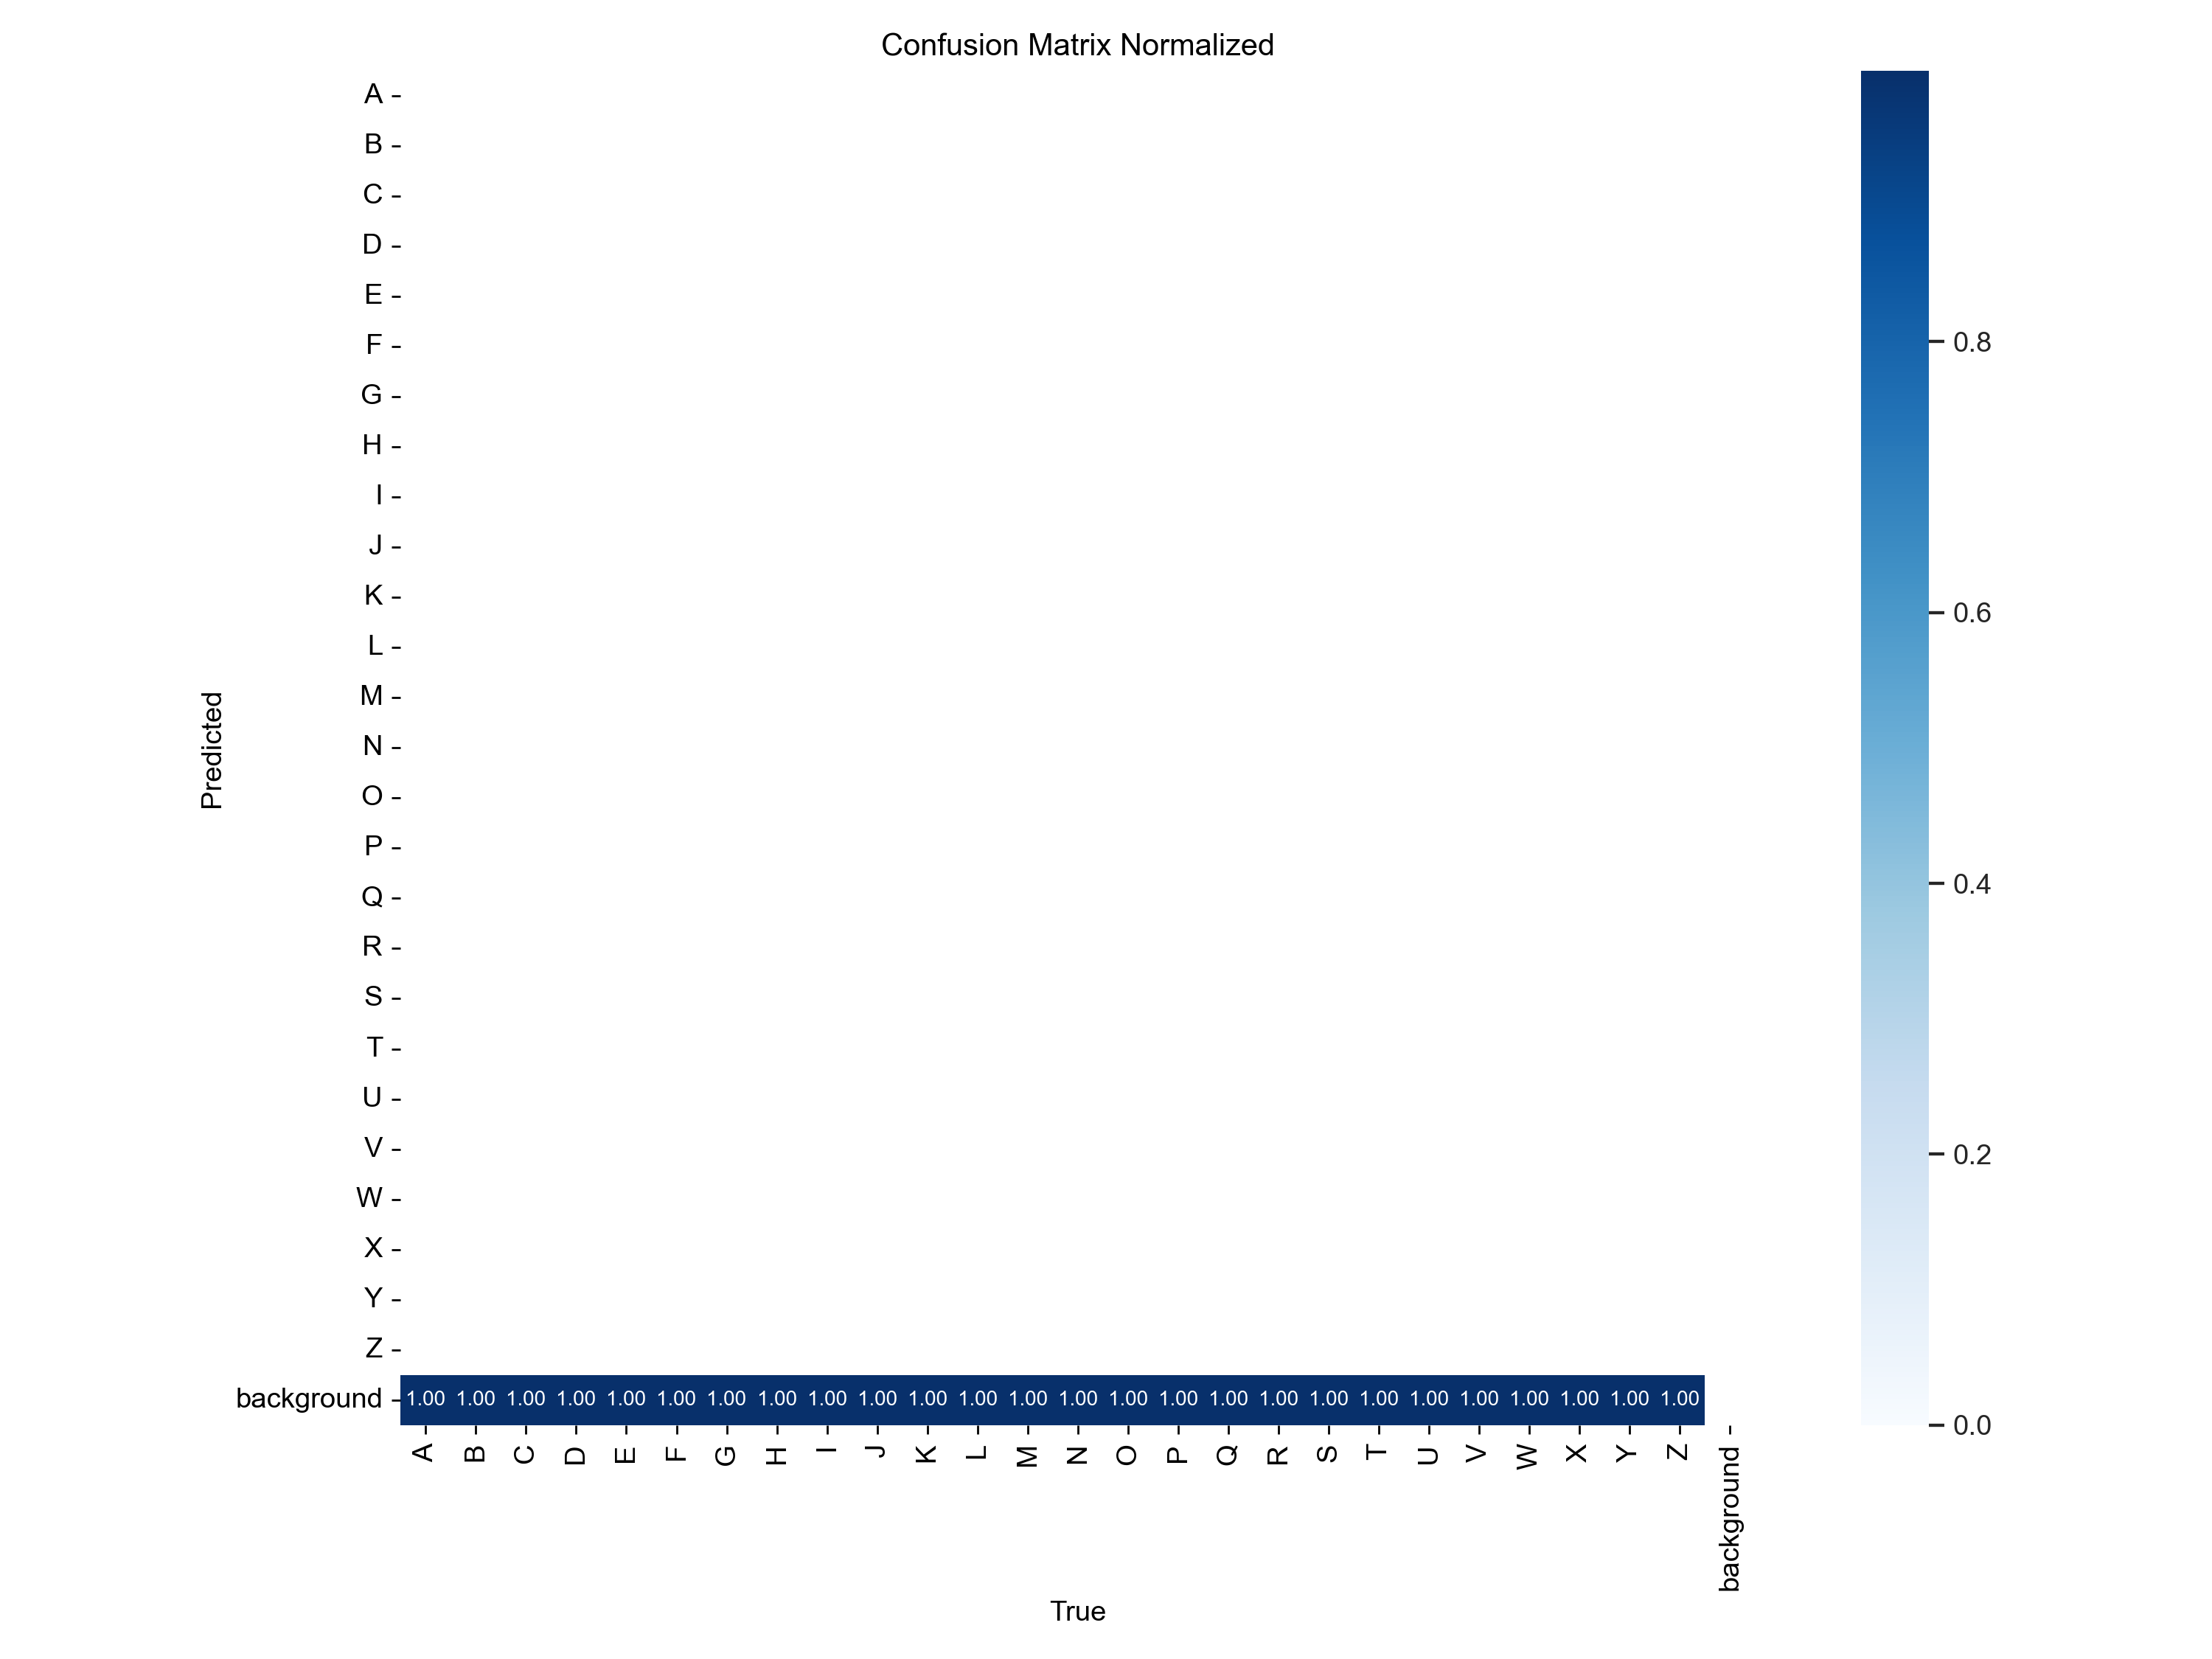 Confusion Matrix Normalized
A
B
C
D
E
F
G
H
I
J
K
L
M
N
O
P
Q
R
S
T
U
V
W
X
Y
Z
background
Predicted
1.00 1.00 1.00 1.00 1.00 1.00 1.00 1.00 1.00 1.00 1.00 1.00 1.00 1.00 1.00 1.00 1.00 1.00 1.00 1.00 1.00 1.00 1.00 1.00 1.00 1.00
A B C D E F G H I J K L M N O P Q R S T U V W X Y Z background
True
0.8
0.6
0.4
0.2
0.0